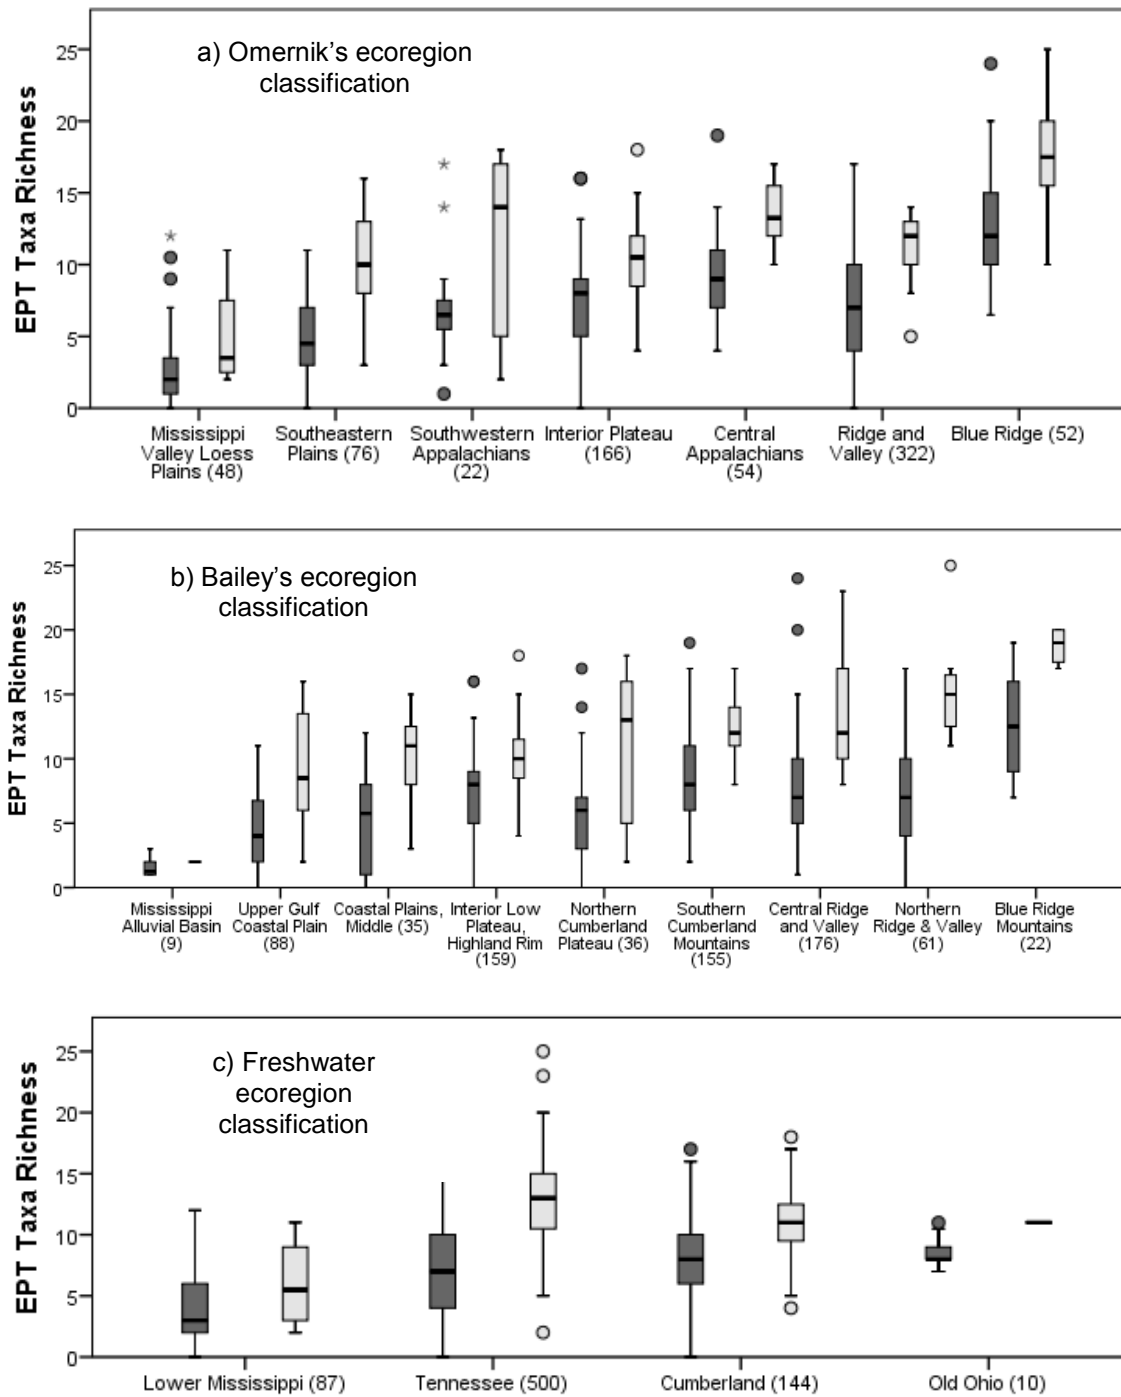 a) Omernik's ecoregion
classification
EPT Taxa Richness
25
20
15
10
5
0
Mississippi
Valley Loess
Plains (48)
Southeastern
Plains (76)
Southwestern
Appalachians
(22)
Interior Plateau
(166)
Central
Appalachians
(54)
Ridge and
Valley (322)
Blue Ridge (52)
b) Bailey's ecoregion
classification
EPT Taxa Richness
25
20
15
10
5
0
Mississippi
Alluvial Basin
(9)
Upper Gulf
Coastal Plain
(88)
Coastal Plains,
Middle (35)
Interior Low
Plateau,
Highland Rim
(159)
Northern
Cumberland
Plateau (36)
Southern
Cumberland
Mountains
(155)
Central Ridge
and Valley
(176)
Northern
Ridge & Valley
(61)
Blue Ridge
Mountains
(22)
c) Freshwater
ecoregion
classification
EPT Taxa Richness
25
20
15
10
5
0
Lower Mississippi (87)
Tennessee (500)
Cumberland (144)
Old Ohio (10)